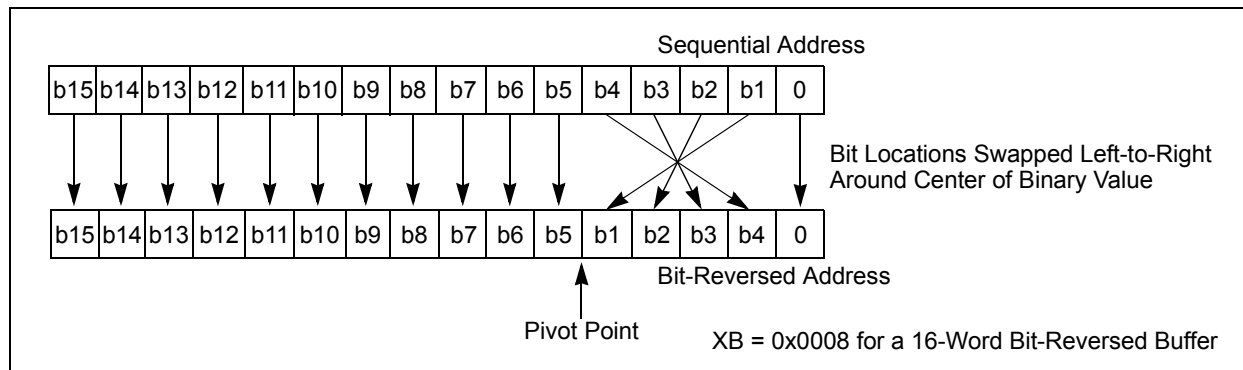 Sequential Address
b15 b14 b13 b12 b11 b10 b9 b8 b7 b6 b5 b4 b3 b2 b1 0
Bit Locations Swapped Left-to-Right
Around Center of Binary Value
b15 b14 b13 b12 b11 b10 b9 b8 b7 b6 b5 b1 b2 b3 b4 0
Bit-Reversed Address
Pivot Point
XB = 0x0008 for a 16-Word Bit-Reversed Buffer